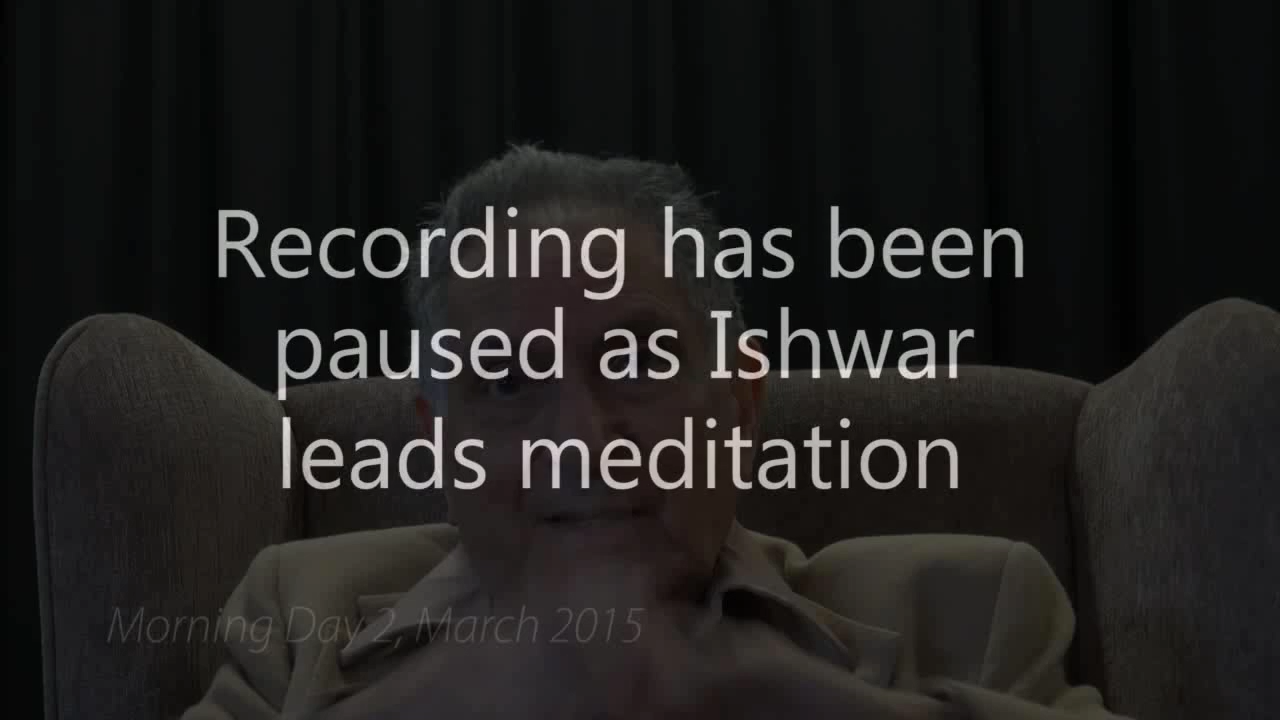 Recording has been
paused as Ishwar
leads meditation
Morning Day 2, March 2015